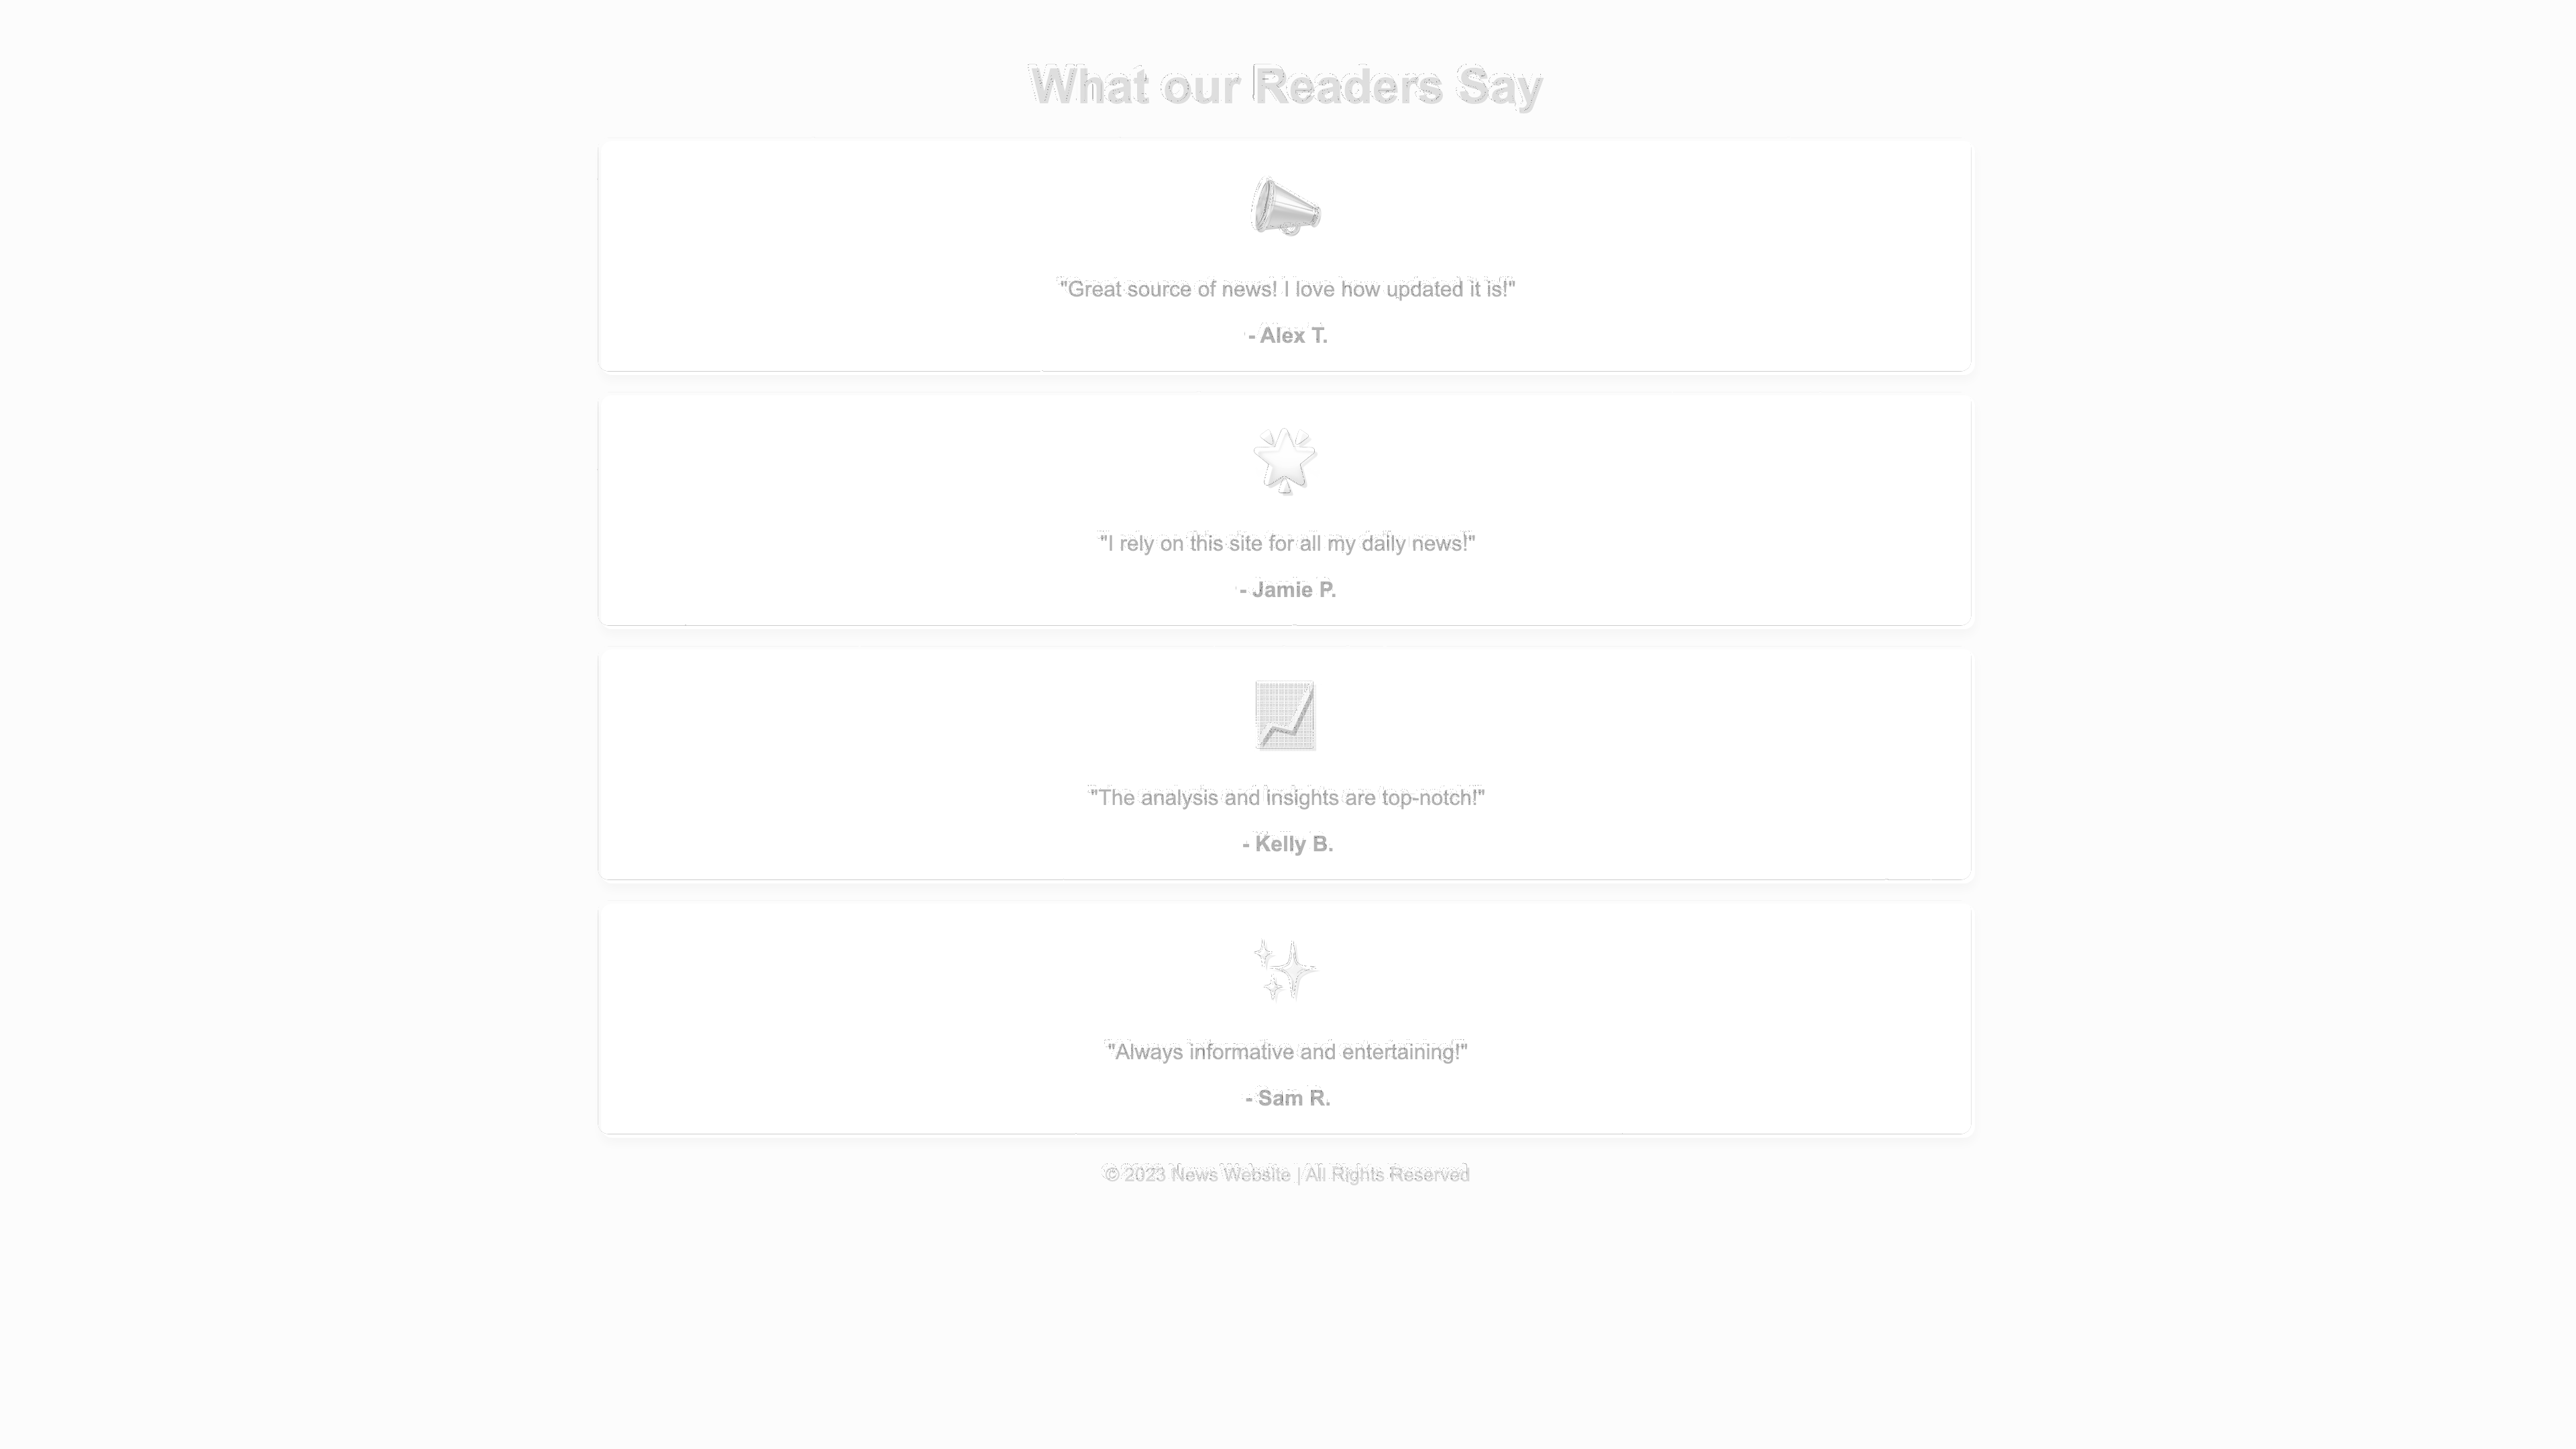 What our Readers Say
"Great source of news! I love how updated it is!"
- Alex T.
"I rely on this site for all my daily news!"
- Jamie P.
"The analysis and insights are top-notch!"
- Kelly B.
"Always informative and entertaining!"
- Sam R.
© 2023 News Website | All Rights Reserved